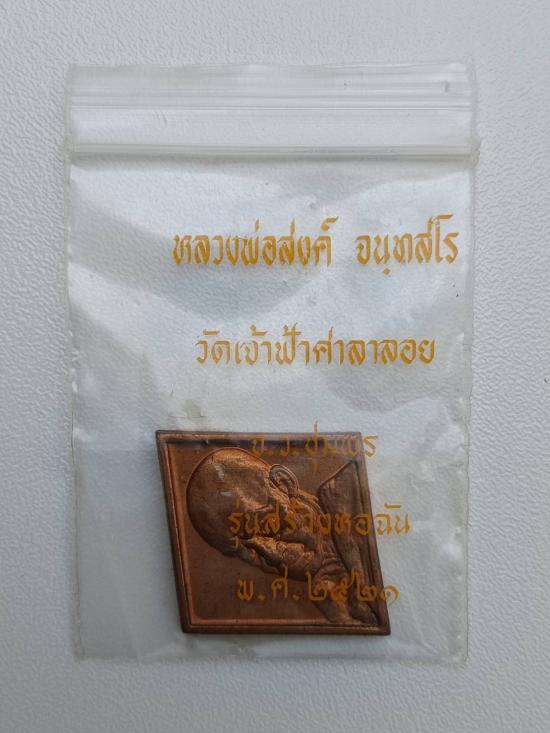 หลวงพ่อสงค์ จนฺทสโร
วัดเจ้าฟ้าศาลาลอย
จ.ว.ชุมพร
รุ่นสร้างหอฉัน
พ.ศ.๒๕๒๑